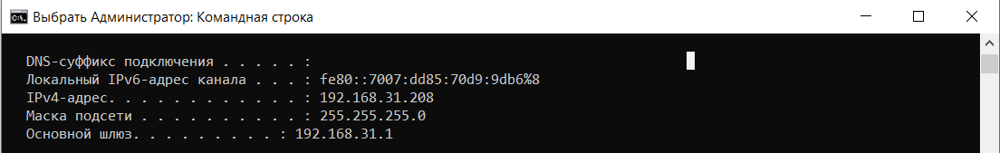 Выбрать Администратор: Командная строка
DNS-суффикс подключения . . . . . :
Локальный IPv6-адрес канала . . . : fe80::7007:dd85:70d9:9db6%8
IPv4-адрес. . . . . . . . . . . . : 192.168.31.208
Маска подсети . . . . . . . . . . : 255.255.255.0
Основной шлюз. . . . . . . . . : 192.168.31.1